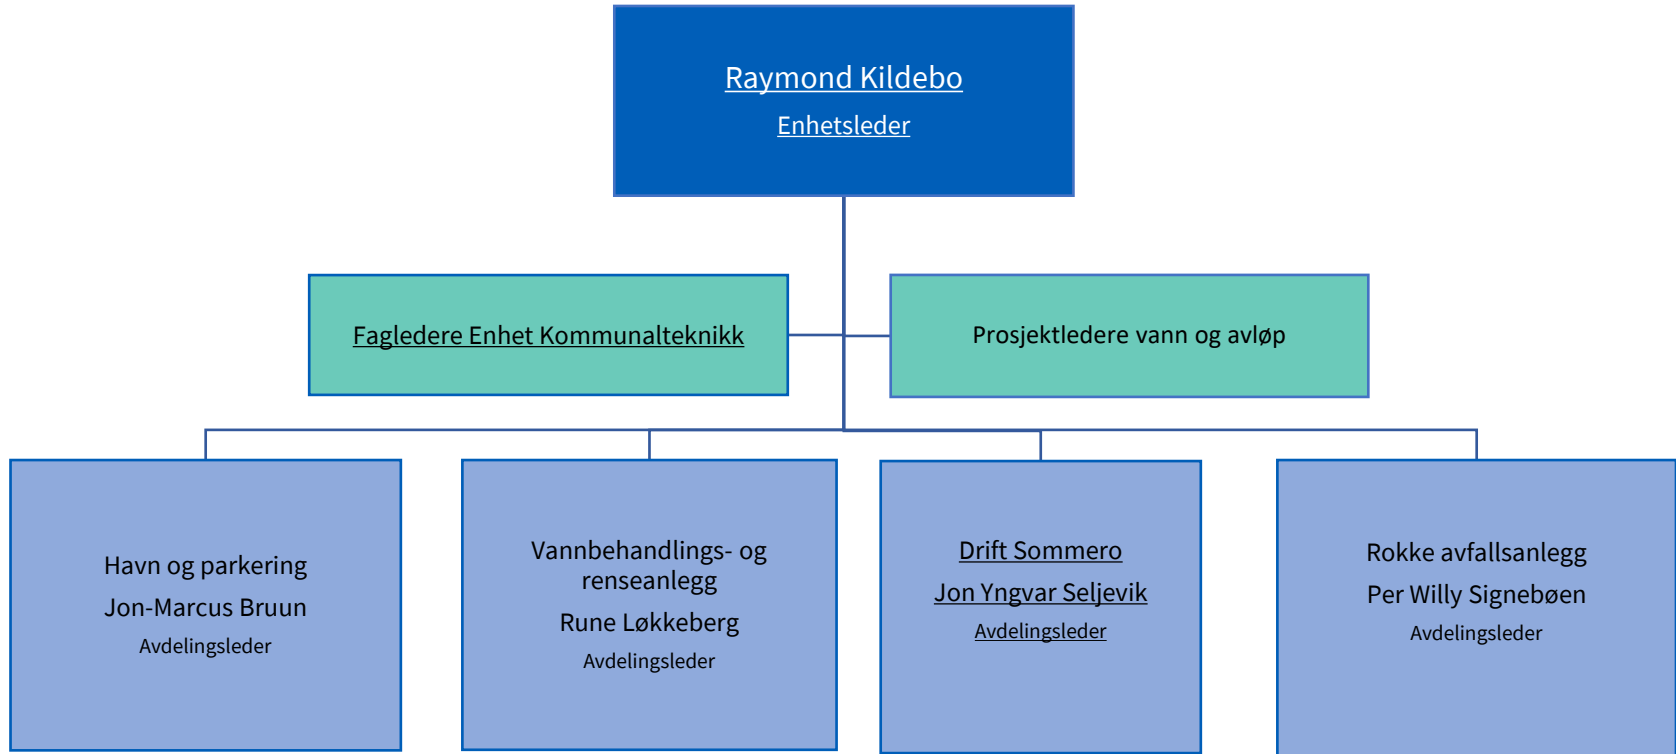 Raymond Kildebo
Enhetsleder
Fagledere Enhet Kommunalteknikk
Prosjektledere vann og avløp
Havn og parkering
Jon-Marcus Bruun
Avdelingsleder
Vannbehandlings- og
renseanlegg
Rune Løkkeberg
Avdelingsleder
Drift Sommero
Jon Yngvar Seljevik
Avdelingsleder
Rokke avfallsanlegg
Per Willy Signebøen
Avdelingsleder